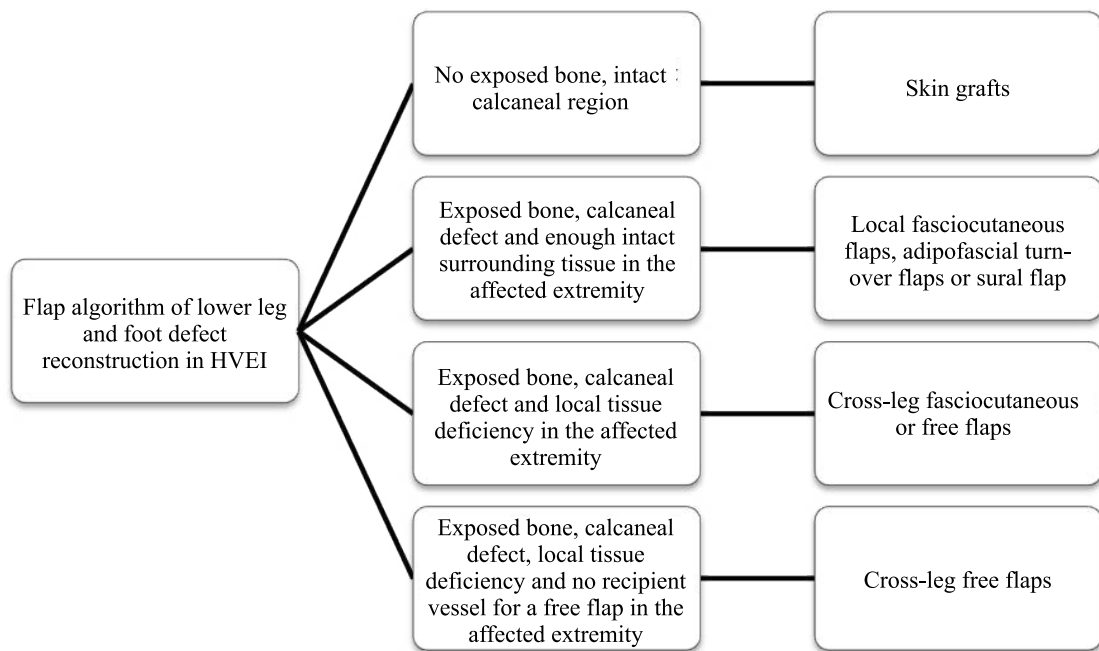 Flap algorithm of lower leg
and foot defect
reconstruction in HVEI
No exposed bone, intact :
calcaneal region
Skin grafts
Exposed bone, calcaneal
defect and enough intact
surrounding tissue in the
affected extremity
Local fasciocutaneous
flaps, adipofascial turn-
over flaps or sural flap
Exposed bone, calcaneal
defect and local tissue
deficiency in the affected
extremity
Cross-leg fasciocutaneous
or free flaps
Exposed bone, calcaneal
defect, local tissue
deficiency and no recipient
vessel for a free flap in the
affected extremity
Cross-leg free flaps